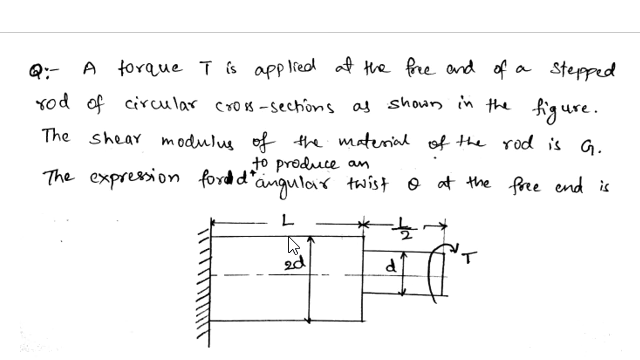 Q:- A torque T is applied at the free end of a stepped
rod of circular cross-sections as shown in the figure.
The shear modulus of the material of the rod is G.
to produce an
The expression for d angular twist θ at the free end is
L
L/2
2d
d
T